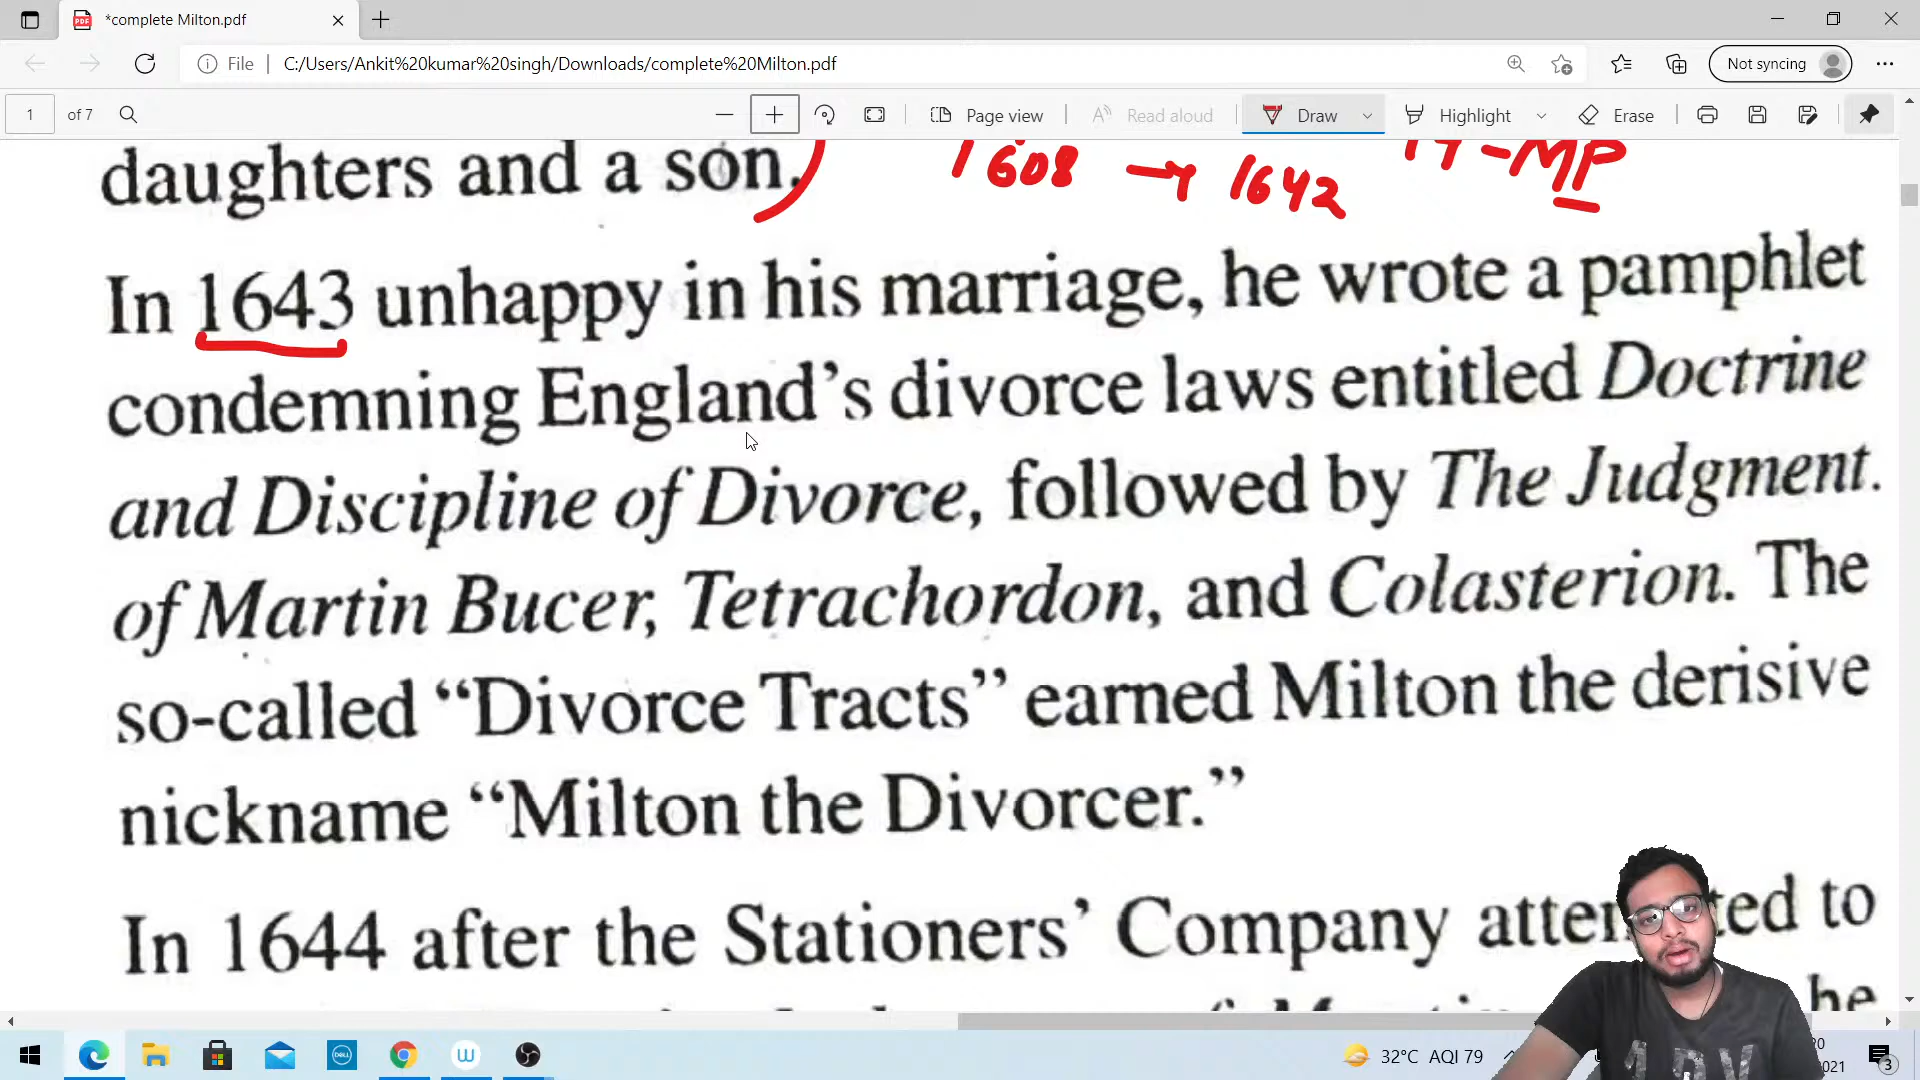 *complete Milton.pdf
File C:/Users/Ankit%20kumar%20singh/Downloads/complete%20Milton.pdf Not syncing
1 of 7 Page view Read aloud Draw Highlight Erase
daughters and a son.
1608 → 1642 - MP
In 1643 unhappy in his marriage, he wrote a pamphlet
condemning England's divorce laws entitled Doctrine
and Discipline of Divorce, followed by The Judgment.
of Martin Bucer, Tetrachordon, and Colasterion. The
so-called “Divorce Tracts” earned Milton the derisive
nickname “Milton the Divorcer.”
In 1644 after the Stationers' Company to
he
32°C AQI 79
2021
3